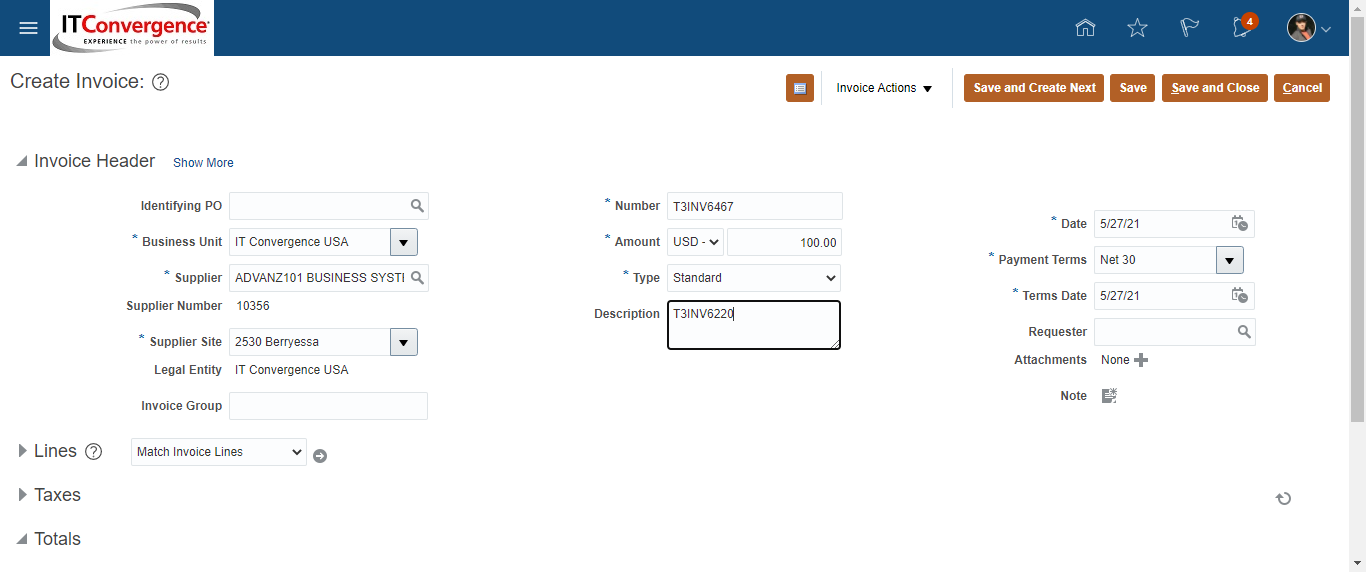 ITConvergence
EXPERIENCE the power of results
4
Create Invoice: ?
Invoice Actions
Save and Create Next
Save
Save and Close
Cancel
Invoice Header
Show More
Identifying PO
* Business Unit IT Convergence USA
* Supplier ADVANZ101 BUSINESS SYSTE
Supplier Number 10356
* Supplier Site 2530 Berryessa
Legal Entity IT Convergence USA
Invoice Group
* Number T3INV6467
* Amount USD - 100.00
* Type Standard
Description T3INV6220
* Date 5/27/21
* Payment Terms Net 30
* Terms Date 5/27/21
Requester
Attachments None
Note
Lines ? Match Invoice Lines
Taxes
Totals